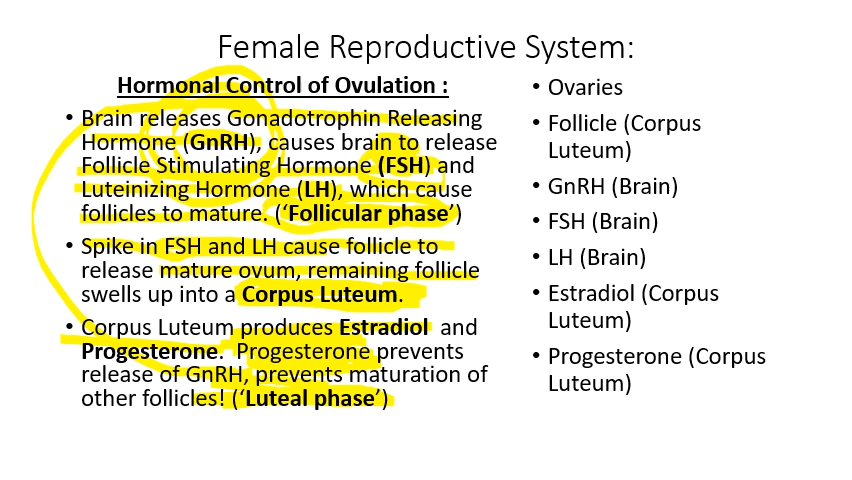 Female Reproductive System:
Hormonal Control of Ovulation :
• Brain releases Gonadotrophin Releasing
Hormone (GnRH), causes brain to release
Follicle Stimulating Hormone (FSH) and
Luteinizing Hormone (LH), which cause
follicles to mature. (‘Follicular phase’)
• Spike in FSH and LH cause follicle to
release mature ovum, remaining follicle
swells up into a Corpus Luteum.
• Corpus Luteum produces Estradiol and
Progesterone. Progesterone prevents
release of GnRH, prevents maturation of
other follicles! (‘Luteal phase’)
• Ovaries
• Follicle (Corpus
Luteum)
• GnRH (Brain)
• FSH (Brain)
• LH (Brain)
• Estradiol (Corpus
Luteum)
• Progesterone (Corpus
Luteum)